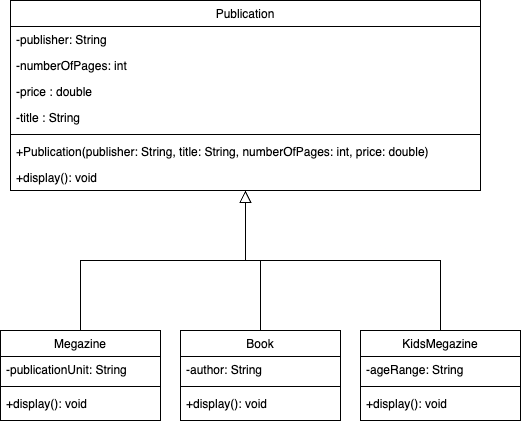 Publication
-publisher: String
-numberOfPages: int
-price : double
-title : String
+Publication(publisher: String, title: String, numberOfPages: int, price: double)
+display(): void
Megazine
-publicationUnit: String
+display(): void
Book
-author: String
+display(): void
KidsMegazine
-ageRange: String
+display(): void